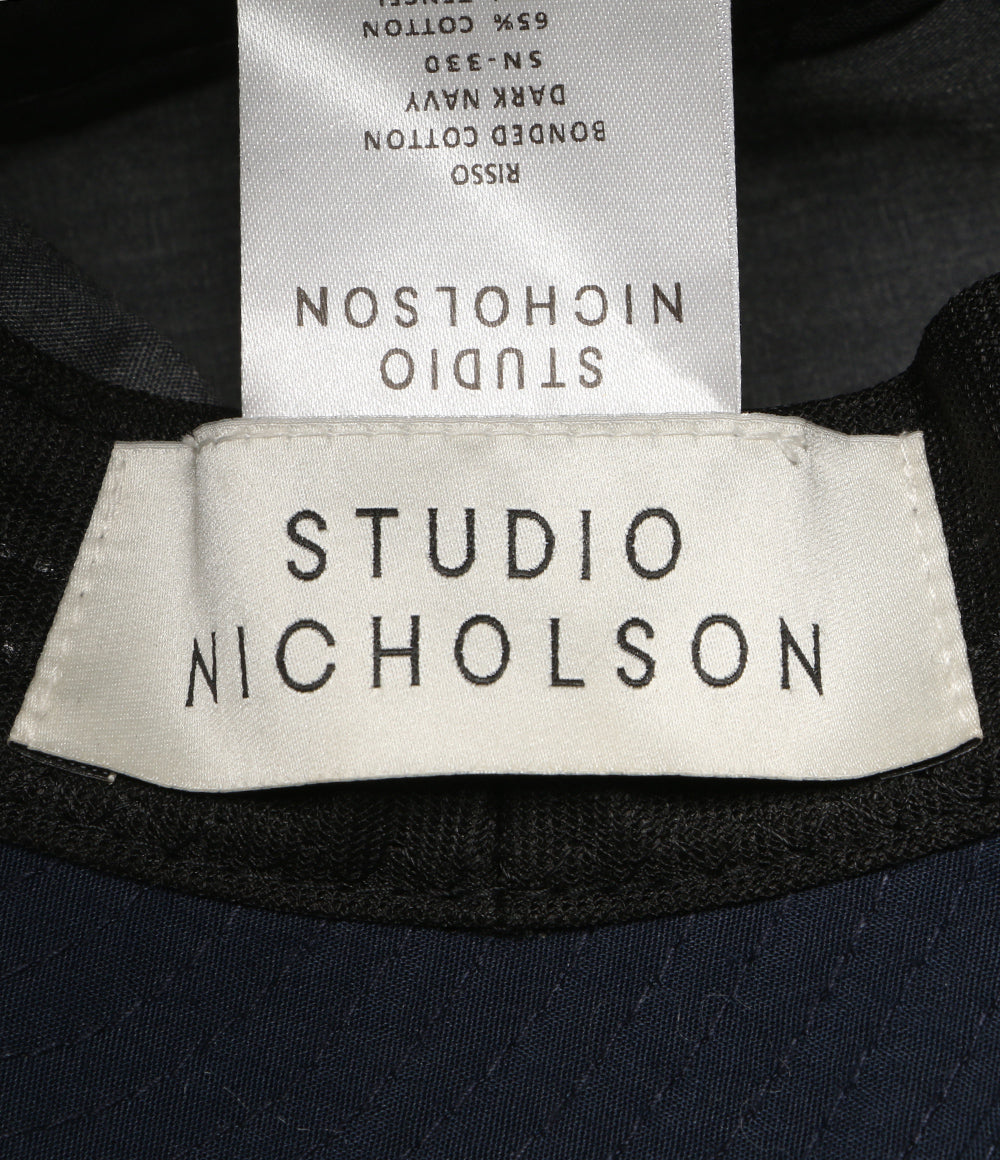 STUDIO
NICHOLSON
STUDIO
NICHOLSON
RISSO
BONDED COTTON
DARK NAVY
SN-330
65% COTTON